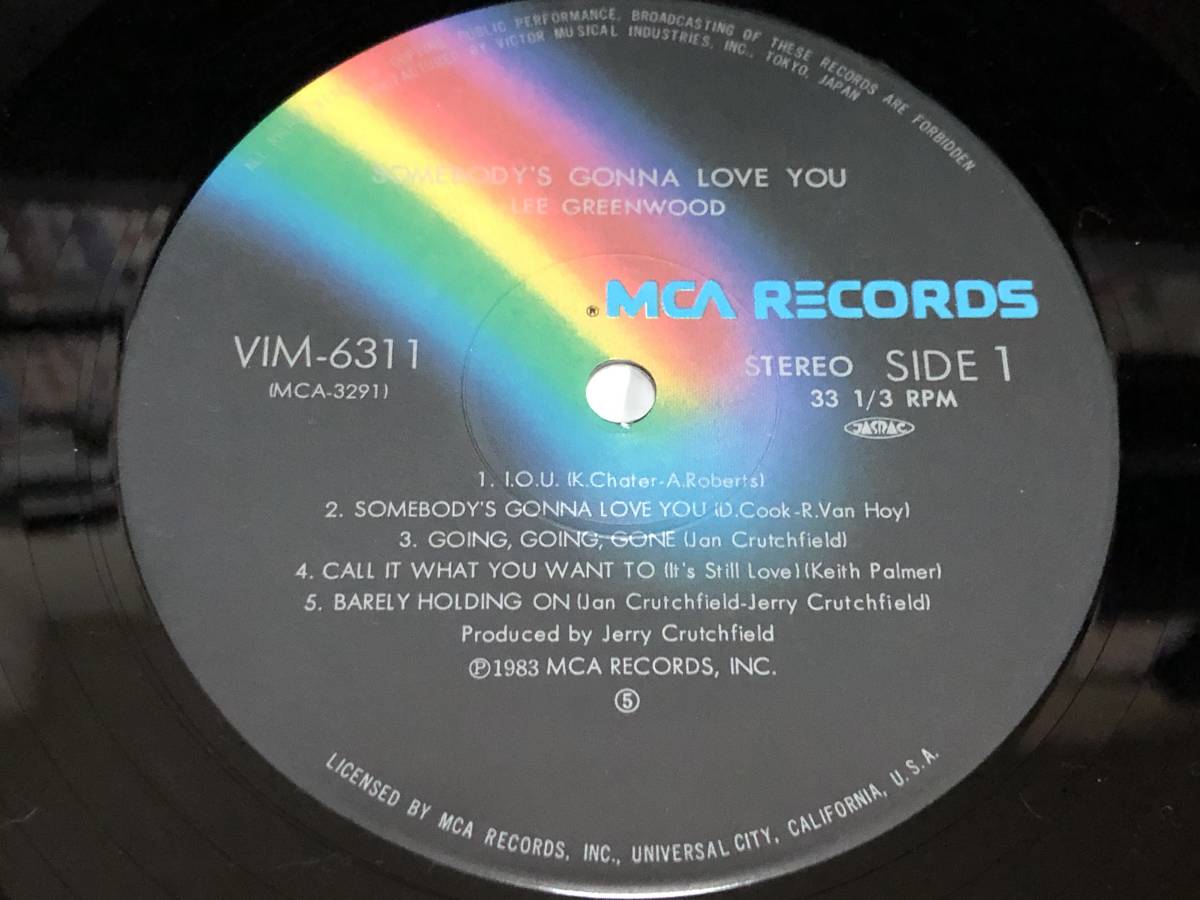 PUBLIC PERFORMANCE, BROADCASTING OF THESE RECORDS ARE FORBIDDEN.
BY VICTOR MUSICAL INDUSTRIES, INC., TOKYO, JAPAN
SOMEBODY'S GONNA LOVE YOU
LEE GREENWOOD
® MCA RECORDS
VIM-6311
(MCA-3291)
STEREO SIDE 1
33 1/3 RPM
JASRAC
1. I.O.U. (K.Chater-A.Roberts)
2. SOMEBODY'S GONNA LOVE YOU (D.Cook-R.Van Hoy)
3. GOING, GOING, GONE (Jan Crutchfield)
4. CALL IT WHAT YOU WANT TO (It's Still Love) (Keith Palmer)
5. BARELY HOLDING ON (Jan Crutchfield-Jerry Crutchfield)
Produced by Jerry Crutchfield
Ⓟ1983 MCA RECORDS, INC.
⑤
LICENSED BY MCA RECORDS, INC., UNIVERSAL CITY, CALIFORNIA, U.S.A.